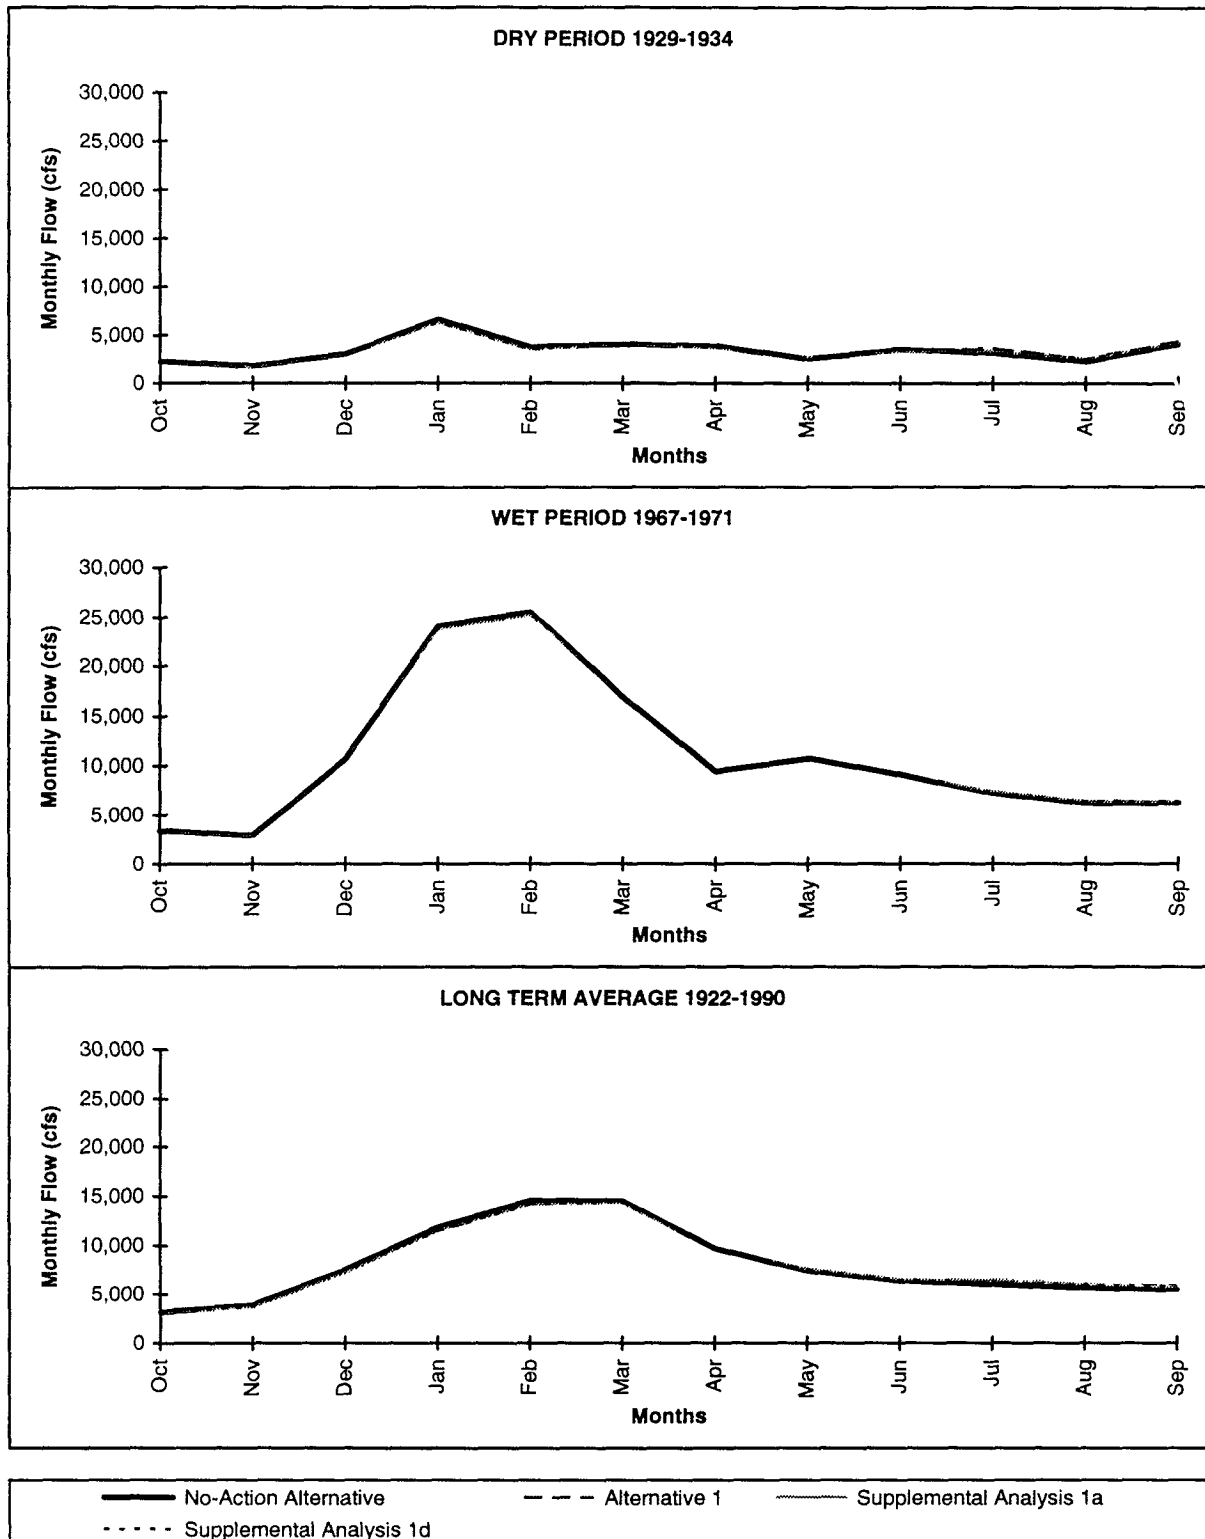 DRY PERIOD 1929-1934
30,000
25,000
20,000
15,000
10,000
5,000
0
Monthly Flow (cfs)
Oct Nov Dec Jan Feb Mar Apr May Jun Jul Aug Sep
Months
WET PERIOD 1967-1971
30,000
25,000
20,000
15,000
10,000
5,000
0
Monthly Flow (cfs)
Oct Nov Dec Jan Feb Mar Apr May Jun Jul Aug Sep
Months
LONG TERM AVERAGE 1922-1990
30,000
25,000
20,000
15,000
10,000
5,000
0
Monthly Flow (cfs)
Oct Nov Dec Jan Feb Mar Apr May Jun Jul Aug Sep
Months
No-Action Alternative Alternative 1 Supplemental Analysis 1a
Supplemental Analysis 1d